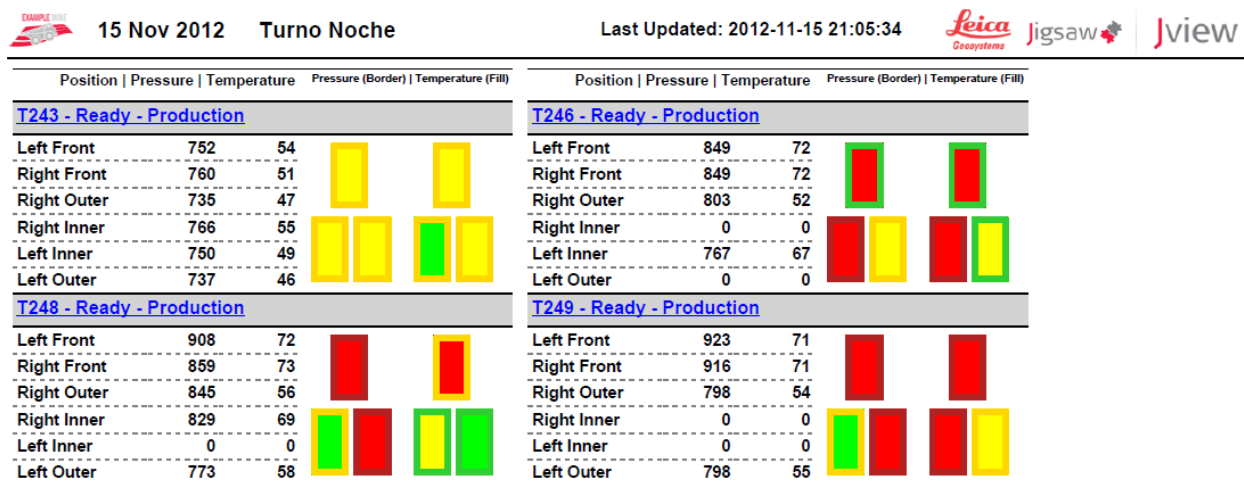 EXAMPLE MINE
15 Nov 2012 Turno Noche Last Updated: 2012-11-15 21:05:34 Leica Geosystems Jigsaw Jview
Position | Pressure | Temperature Pressure (Border) | Temperature (Fill) Position | Pressure | Temperature Pressure (Border) | Temperature (Fill)
T243 - Ready - Production T246 - Ready - Production
Left Front 752 54 Left Front 849 72
Right Front 760 51 Right Front 849 72
Right Outer 735 47 Right Outer 803 52
Right Inner 766 55 Right Inner 0 0
Left Inner 750 49 Left Inner 767 67
Left Outer 737 46 Left Outer 0 0
T248 - Ready - Production T249 - Ready - Production
Left Front 908 72 Left Front 923 71
Right Front 859 73 Right Front 916 71
Right Outer 845 56 Right Outer 798 54
Right Inner 829 69 Right Inner 0 0
Left Inner 0 0 Left Inner 0 0
Left Outer 773 58 Left Outer 798 55